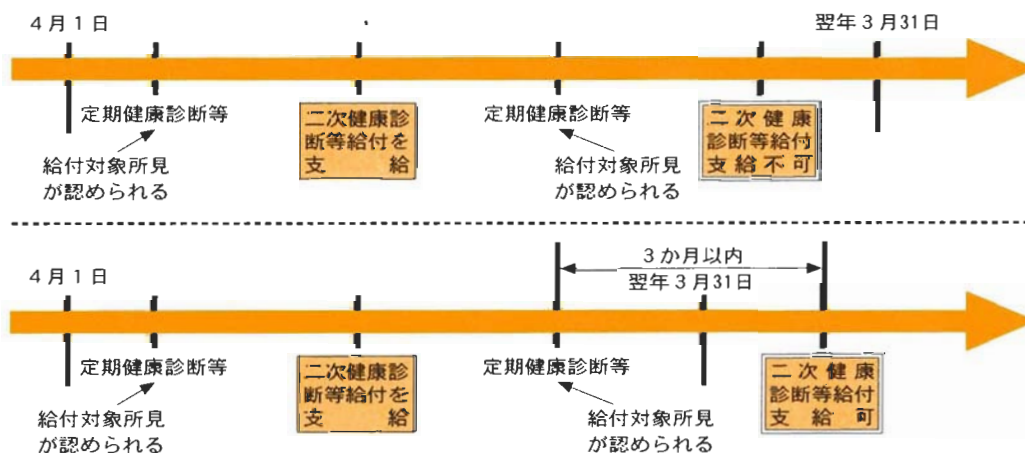 4月1日
翌年3月31日
定期健康診断等
二次健康診
断等給付を
支給
定期健康診断等
二次健康
診断等給付
支給不可
給付対象所見
が認められる
給付対象所見
が認められる
3か月以内
4月1日
翌年3月31日
定期健康診断等
二次健康診
断等給付を
支給
定期健康診断等
二次健康
診断等給付
支給可
給付対象所見
が認められる
給付対象所見
が認められる